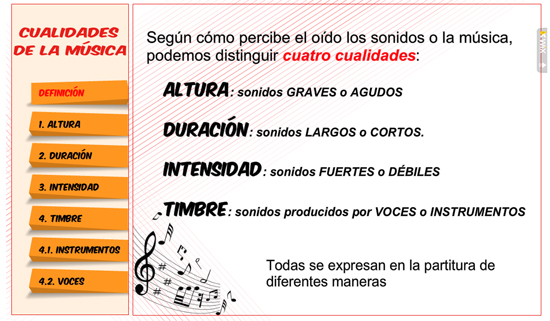 CUALIDADES
DE LA MÚSICA
DEFINICIÓN
1. ALTURA
2. DURACIÓN
3. INTENSIDAD
4. TIMBRE
4.1. INSTRUMENTOS
4.2. VOCES
Según cómo percibe el oído los sonidos o la música,
podemos distinguir cuatro cualidades:
ALTURA: sonidos GRAVES o AGUDOS
DURACIÓN: sonidos LARGOS o CORTOS.
INTENSIDAD: sonidos FUERTES o DÉBILES
TIMBRE: sonidos producidos por VOCES o INSTRUMENTOS
Todas se expresan en la partitura de
diferentes maneras